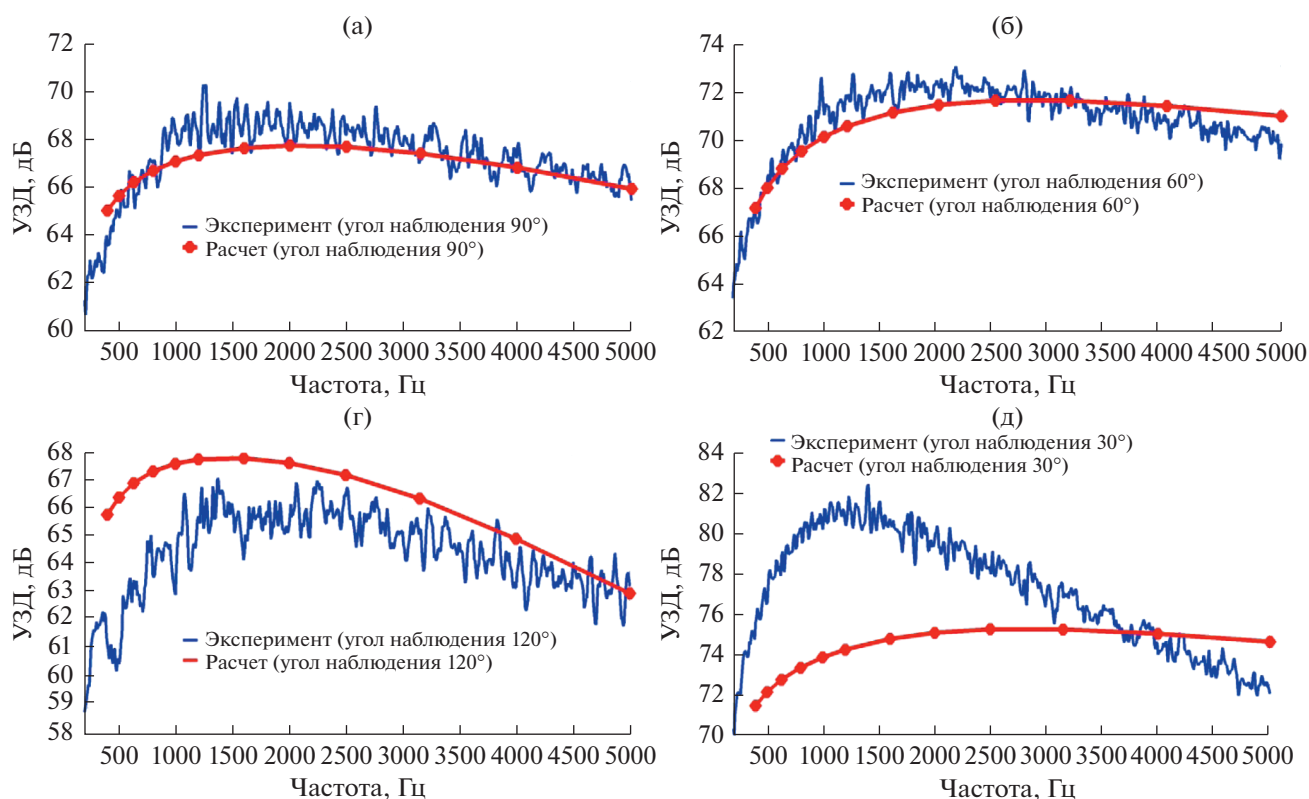 (а)
72
70
68
66
64
62
60
УЗД, дБ
Эксперимент (угол наблюдения 90°)
Расчет (угол наблюдения 90°)
500 1000 1500 2000 2500 3000 3500 4000 4500 5000
Частота, Гц
(б)
74
72
70
68
66
64
62
УЗД, дБ
Эксперимент (угол наблюдения 60°)
Расчет (угол наблюдения 60°)
500 1000 1500 2000 2500 3000 3500 4000 4500 5000
Частота, Гц
(г)
68
67
66
65
64
63
62
61
60
59
58
УЗД, дБ
Эксперимент (угол наблюдения 120°)
Расчет (угол наблюдения 120°)
500 1000 1500 2000 2500 3000 3500 4000 4500 5000
Частота, Гц
(д)
84
82
80
78
76
74
72
70
УЗД, дБ
Эксперимент (угол наблюдения 30°)
Расчет (угол наблюдения 30°)
500 1000 1500 2000 2500 3000 3500 4000 4500 5000
Частота, Гц